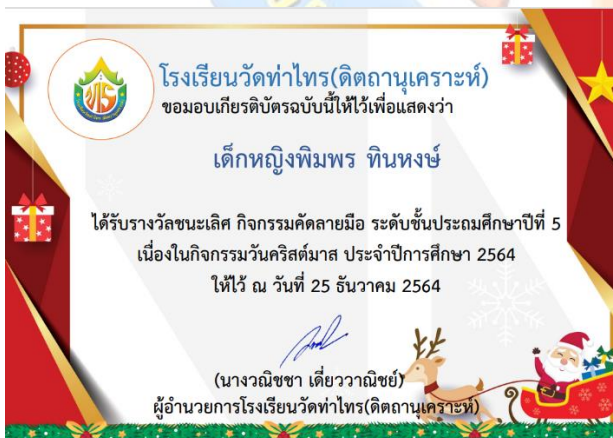 โรงเรียนวัดท่าไทร(ดิตถานุเคราะห์)
ขอมอบเกียรติบัตรฉบับนี้ให้ไว้เพื่อแสดงว่า
เด็กหญิงพิมพร ทินหงษ์
ได้รับรางวัลชนะเลิศ กิจกรรมคัดลายมือ ระดับชั้นประถมศึกษาปีที่ 5
เนื่องในกิจกรรมวันคริสต์มาส ประจำปีการศึกษา 2564
ให้ไว้ ณ วันที่ 25 ธันวาคม 2564
(นางวณิชชา เดี่ยววาณิชย์)
ผู้อำนวยการโรงเรียนวัดท่าไทร(ดิตถานุเคราะห์)